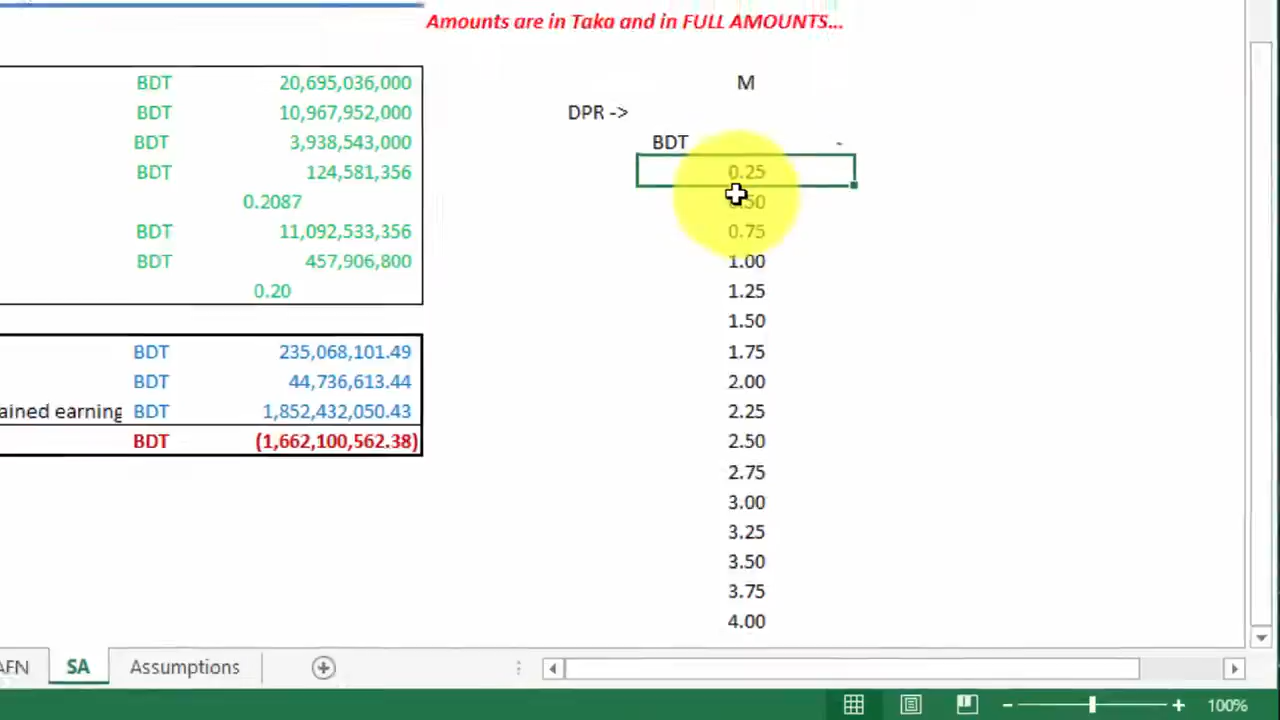 Amounts are in Taka and in FULL AMOUNTS...
BDT 20,695,036,000
BDT 10,967,952,000
BDT 3,938,543,000
BDT 124,581,356
0.2087
BDT 11,092,533,356
BDT 457,906,800
0.20
BDT 235,068,101.49
BDT 44,736,613.44
ained earning BDT 1,852,432,050.43
BDT (1,662,100,562.38)
M
DPR ->
BDT -
0.25
0.50
0.75
1.00
1.25
1.50
1.75
2.00
2.25
2.50
2.75
3.00
3.25
3.50
3.75
4.00
AFN SA Assumptions
100%